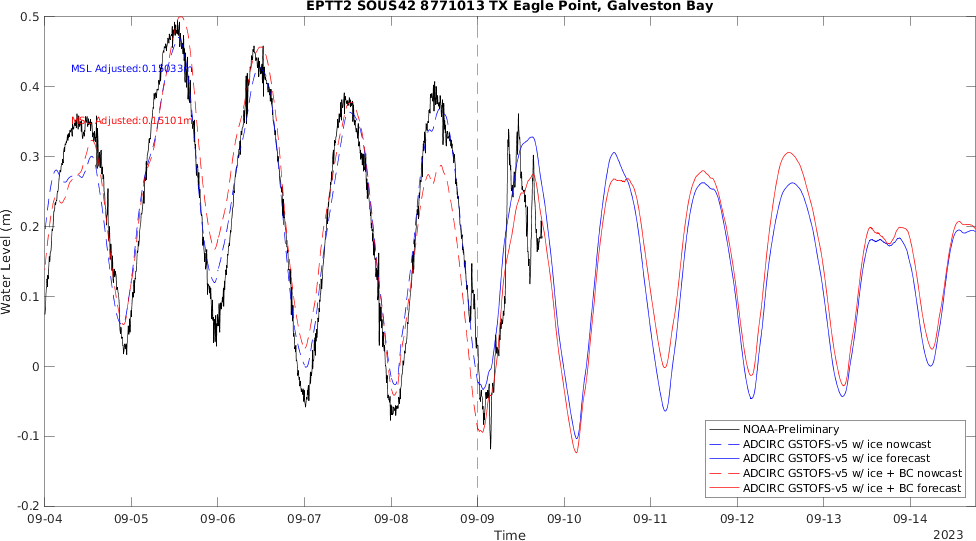 EPTT2 SOUS42 8771013 TX Eagle Point, Galveston Bay
0.5
0.4
0.3
0.2
0.1
0
-0.1
-0.2
Water Level (m)
MSL Adjusted:0.15033m
MSL Adjusted:0.15101m
NOAA-Preliminary
ADCIRC GSTOFS-v5 w/ ice nowcast
ADCIRC GSTOFS-v5 w/ ice forecast
ADCIRC GSTOFS-v5 w/ ice + BC nowcast
ADCIRC GSTOFS-v5 w/ ice + BC forecast
09-04 09-05 09-06 09-07 09-08 09-09 09-10 09-11 09-12 09-13 09-14
Time
2023